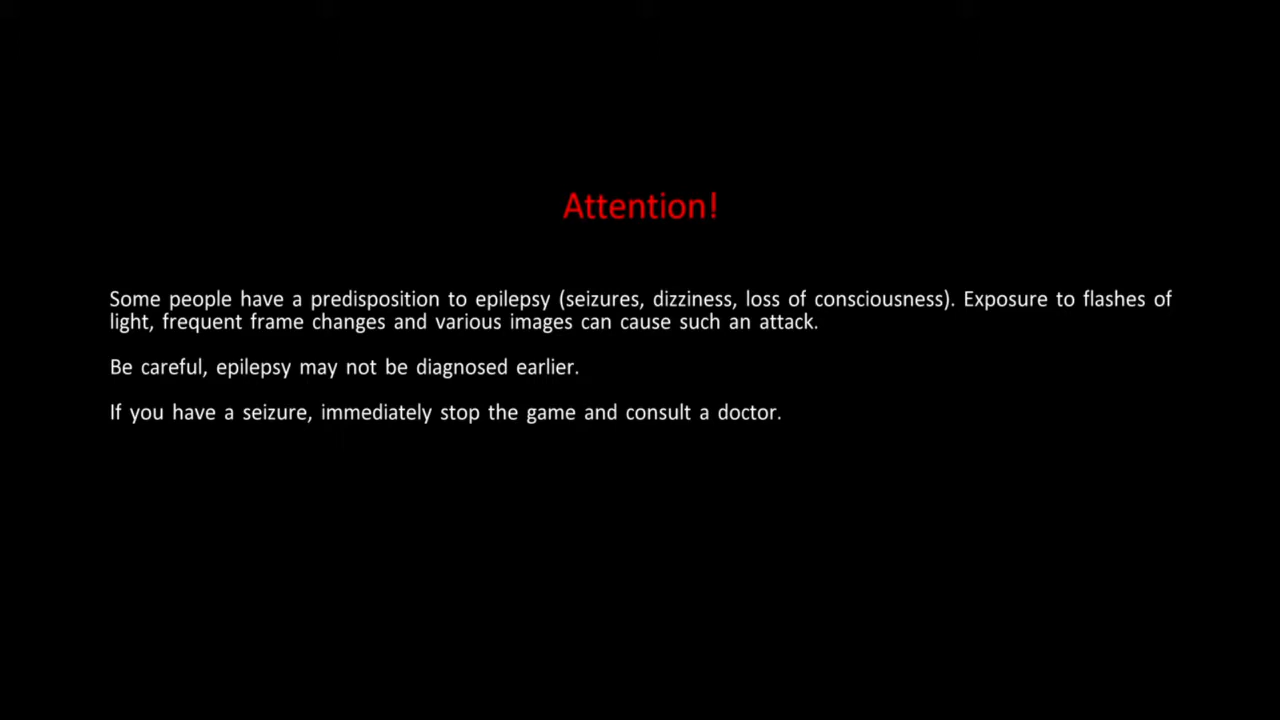 Attention!
Some people have a predisposition to epilepsy (seizures, dizziness, loss of consciousness). Exposure to flashes of
light, frequent frame changes and various images can cause such an attack.
Be careful, epilepsy may not be diagnosed earlier.
If you have a seizure, immediately stop the game and consult a doctor.